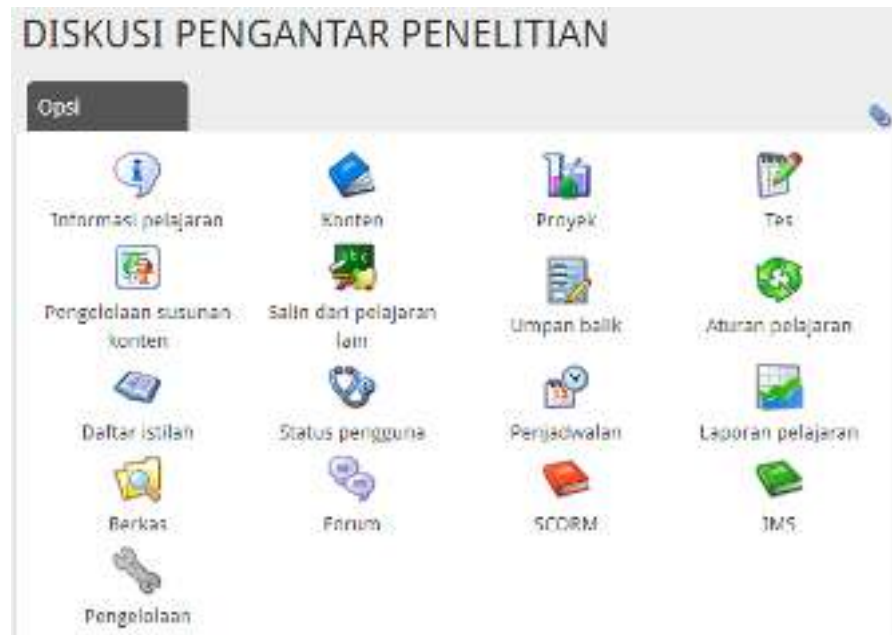 DISKUSI PENGANTAR PENELITIAN
Opsi
Informasi pelajaran
Konten
Proyek
Tes
Pengelolaan susunan
konten
Salin dari pelajaran
lain
Umpan balik
Aturan pelajaran
Daftar istilah
Status pengguna
Penjadwalan
Laporan pelajaran
Berkas
Forum
SCORM
IMS
Pengelolaan